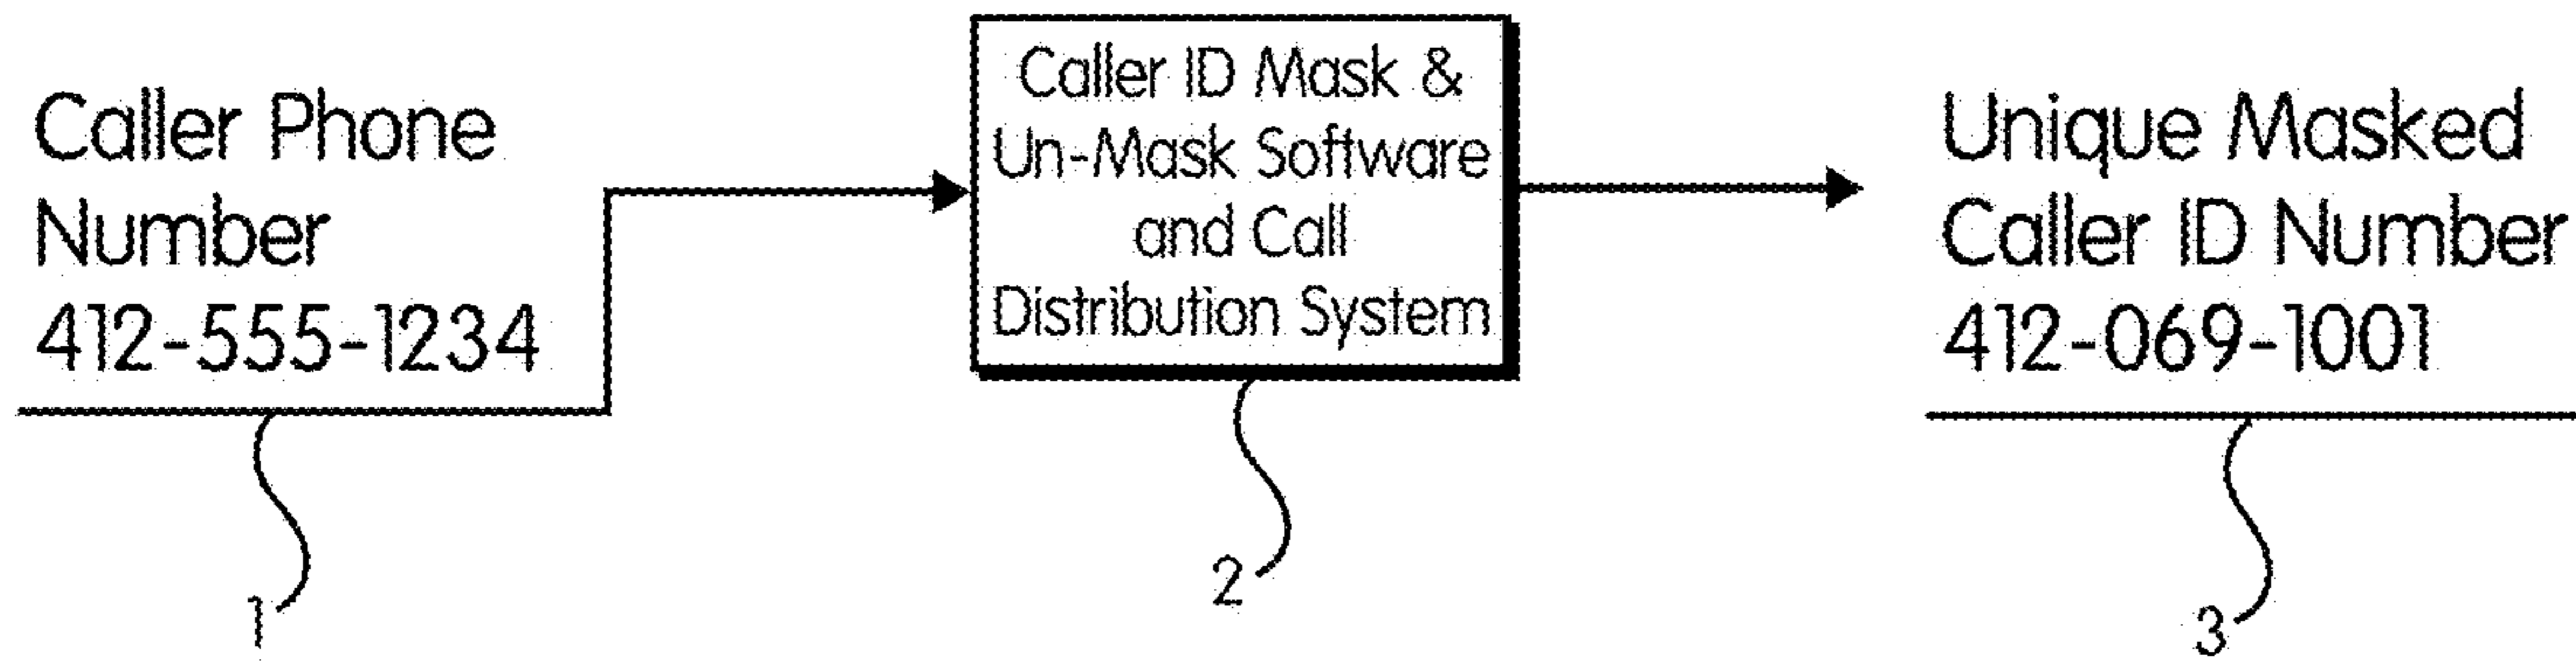 Caller Phone
Number
412-555-1234
Caller ID Mask &
Un-Mask Software
and Call
Distribution System
Unique Masked
Caller ID Number
412-069-1001
1
2
3